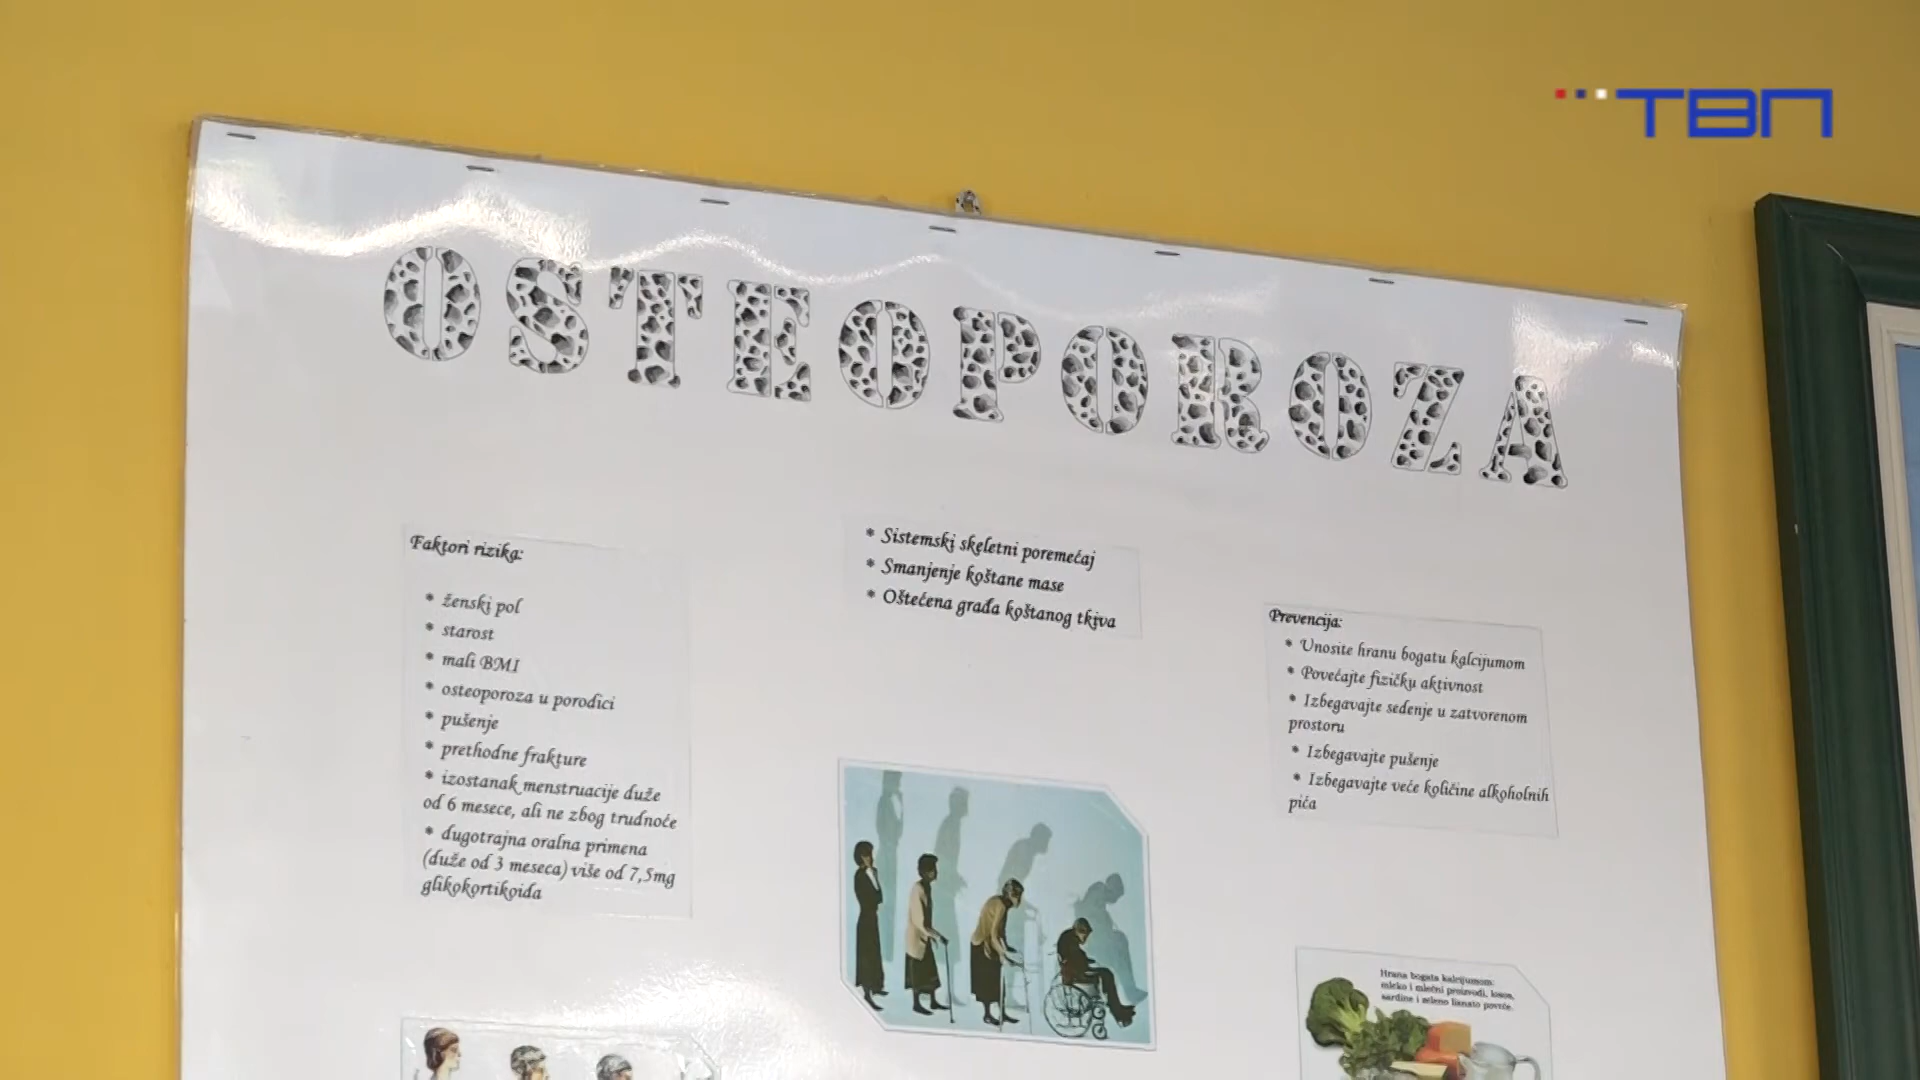 ТВП
OSTEOPOROZA
Faktori rizika:
* ženski pol
* starost
* mali BMI
* osteoporoza u porodici
* pušenje
* prethodne frakture
* izostanak menstruacije duže
od 6 mesece, ali ne zbog trudnoće
* dugotrajna oralna primena
(duže od 3 meseca) više od 7,5mg
glikokortikoida
* Sistemski skeletni poremećaj
* Smanjenje koštane mase
* Oštećena građa koštanog tkiva
Prevencija:
* Unosite hranu bogatu kalcijumom
* Povećajte fizičku aktivnost
* Izbegavajte seđenje u zatvorenom
prostoru
* Izbegavajte pušenje
* Izbegavajte veće količine alkoholnih
pića
Hrana bogata kalcijumom:
mleko i mlečni proizvodi, losos,
sardine i zeleno lisnato povrće.